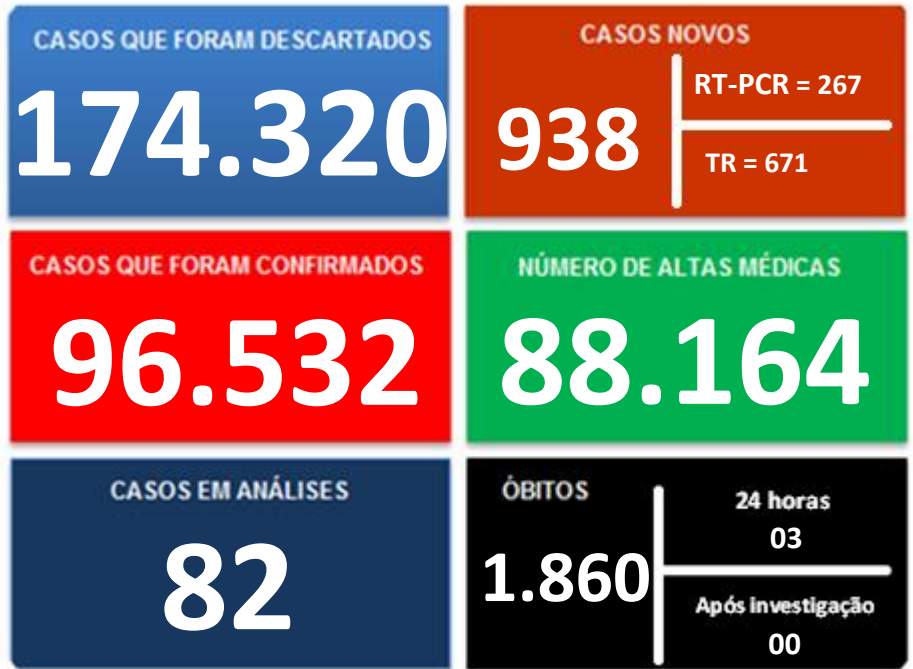 CASOS QUE FORAM DESCARTADOS
174.320
CASOS NOVOS
938
RT-PCR = 267
TR = 671
CASOS QUE FORAM CONFIRMADOS
96.532
NÚMERO DE ALTAS MÉDICAS
88.164
CASOS EM ANÁLISES
82
ÓBITOS
1.860
24 horas
03
Após investigação
00